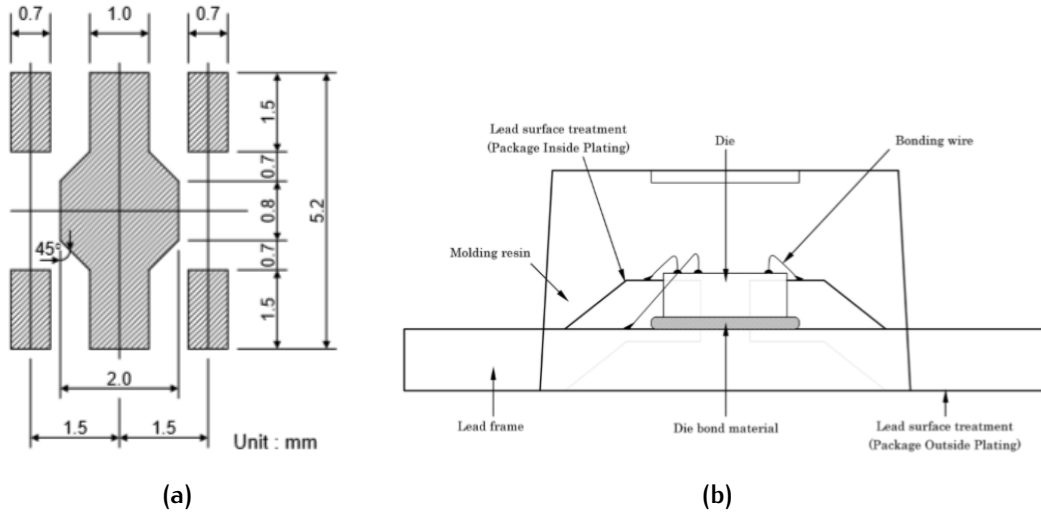 0.7
1.0
0.7
1.5
0.7
0.8
5.2
45°
0.7
1.5
2.0
1.5
1.5
Unit : mm
(a)
Lead surface treatment
(Package Inside Plating)
Die
Bonding wire
Molding resin
Lead frame
Die bond material
Lead surface treatment
(Package Outside Plating)
(b)